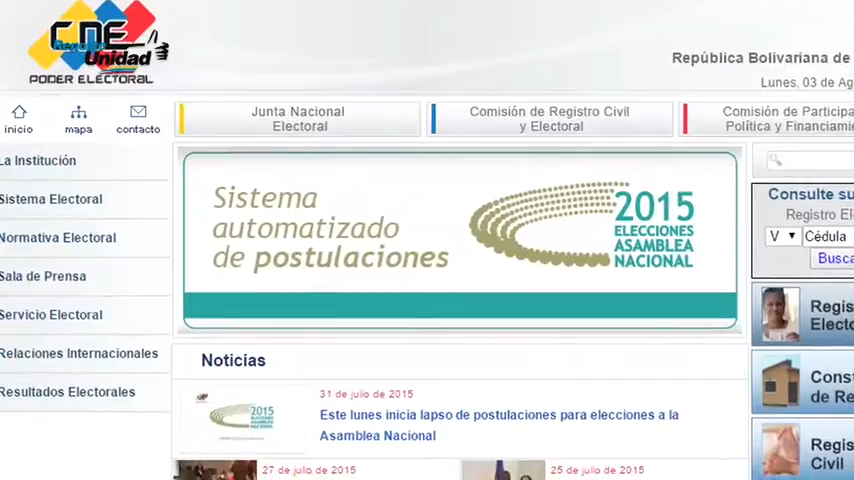 CNE
Reporte
Unidad
PODER ELECTORAL
República Bolivariana de
Lunes, 03 de Ag
inicio
mapa
contacto
Junta Nacional
Electoral
Comisión de Registro Civil
y Electoral
Comisión de Participa
Política y Financiamie
La Institución
Sistema Electoral
Normativa Electoral
Sala de Prensa
Servicio Electoral
Relaciones Internacionales
Resultados Electorales
Sistema
automatizado
de postulaciones
2015
ELECCIONES
ASAMBLEA
NACIONAL
Consulte su
Registro El
V
Cédula
Busca
Regis
Electo
Const
de Re
Regis
Civil
Noticias
2015
31 de julio de 2015
Este lunes inicia lapso de postulaciones para elecciones a la
Asamblea Nacional
27 de julio de 2015
25 de julio de 2015